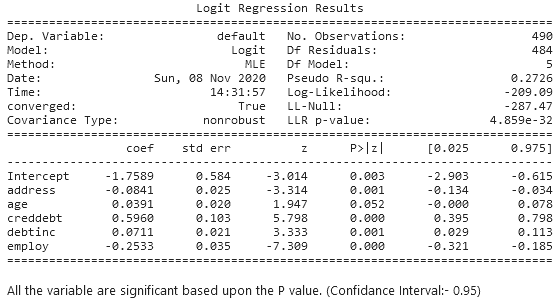 Logit Regression Results
Dep. Variable: default No. Observations: 490
Model: Logit Df Residuals: 484
Method: MLE Df Model: 5
Date: Sun, 08 Nov 2020 Pseudo R-squ.: 0.2726
Time: 14:31:57 Log-Likelihood: -209.09
converged: True LL-Null: -287.47
Covariance Type: nonrobust LLR p-value: 4.859e-32
coef std err z P>|z| [0.025 0.975]
Intercept -1.7589 0.584 -3.014 0.003 -2.903 -0.615
address -0.0841 0.025 -3.314 0.001 -0.134 -0.034
age 0.0391 0.020 1.947 0.052 -0.000 0.078
creddebt 0.5960 0.103 5.798 0.000 0.395 0.798
debtinc 0.0711 0.021 3.333 0.001 0.029 0.113
employ -0.2533 0.035 -7.309 0.000 -0.321 -0.185
All the variable are significant based upon the P value. (Confidance Interval:- 0.95)